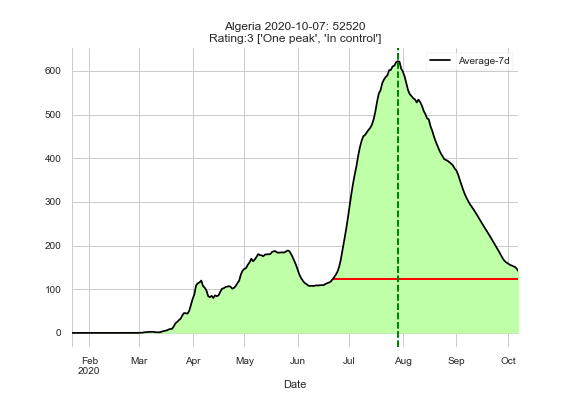 Algeria 2020-10-07: 52520
Rating:3 ['One peak', 'In control']
Average-7d
600
500
400
300
200
100
0
Feb Mar Apr May Jun Jul Aug Sep Oct
2020
Date